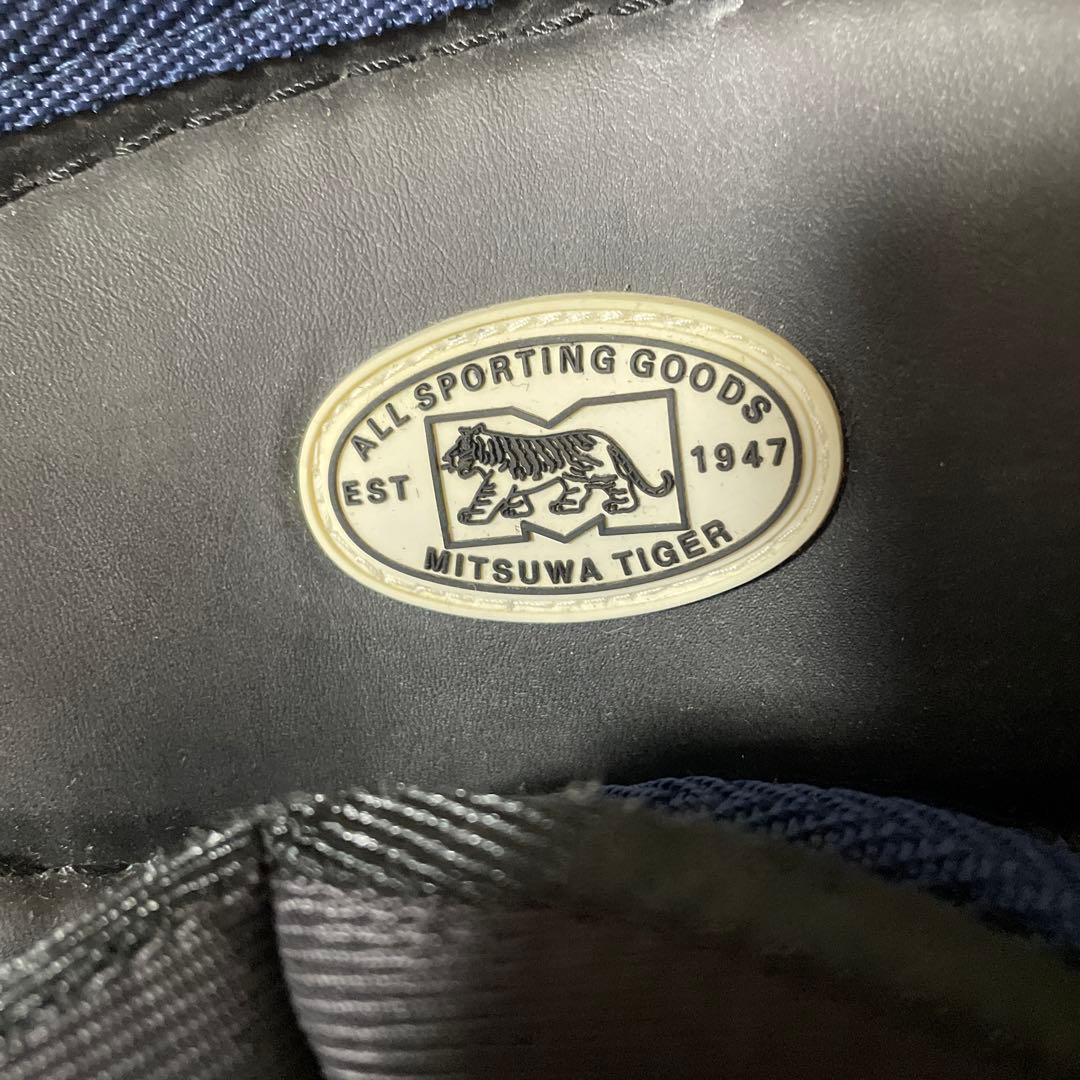 ALL SPORTING GOODS
EST 1947
MITSUWA TIGER